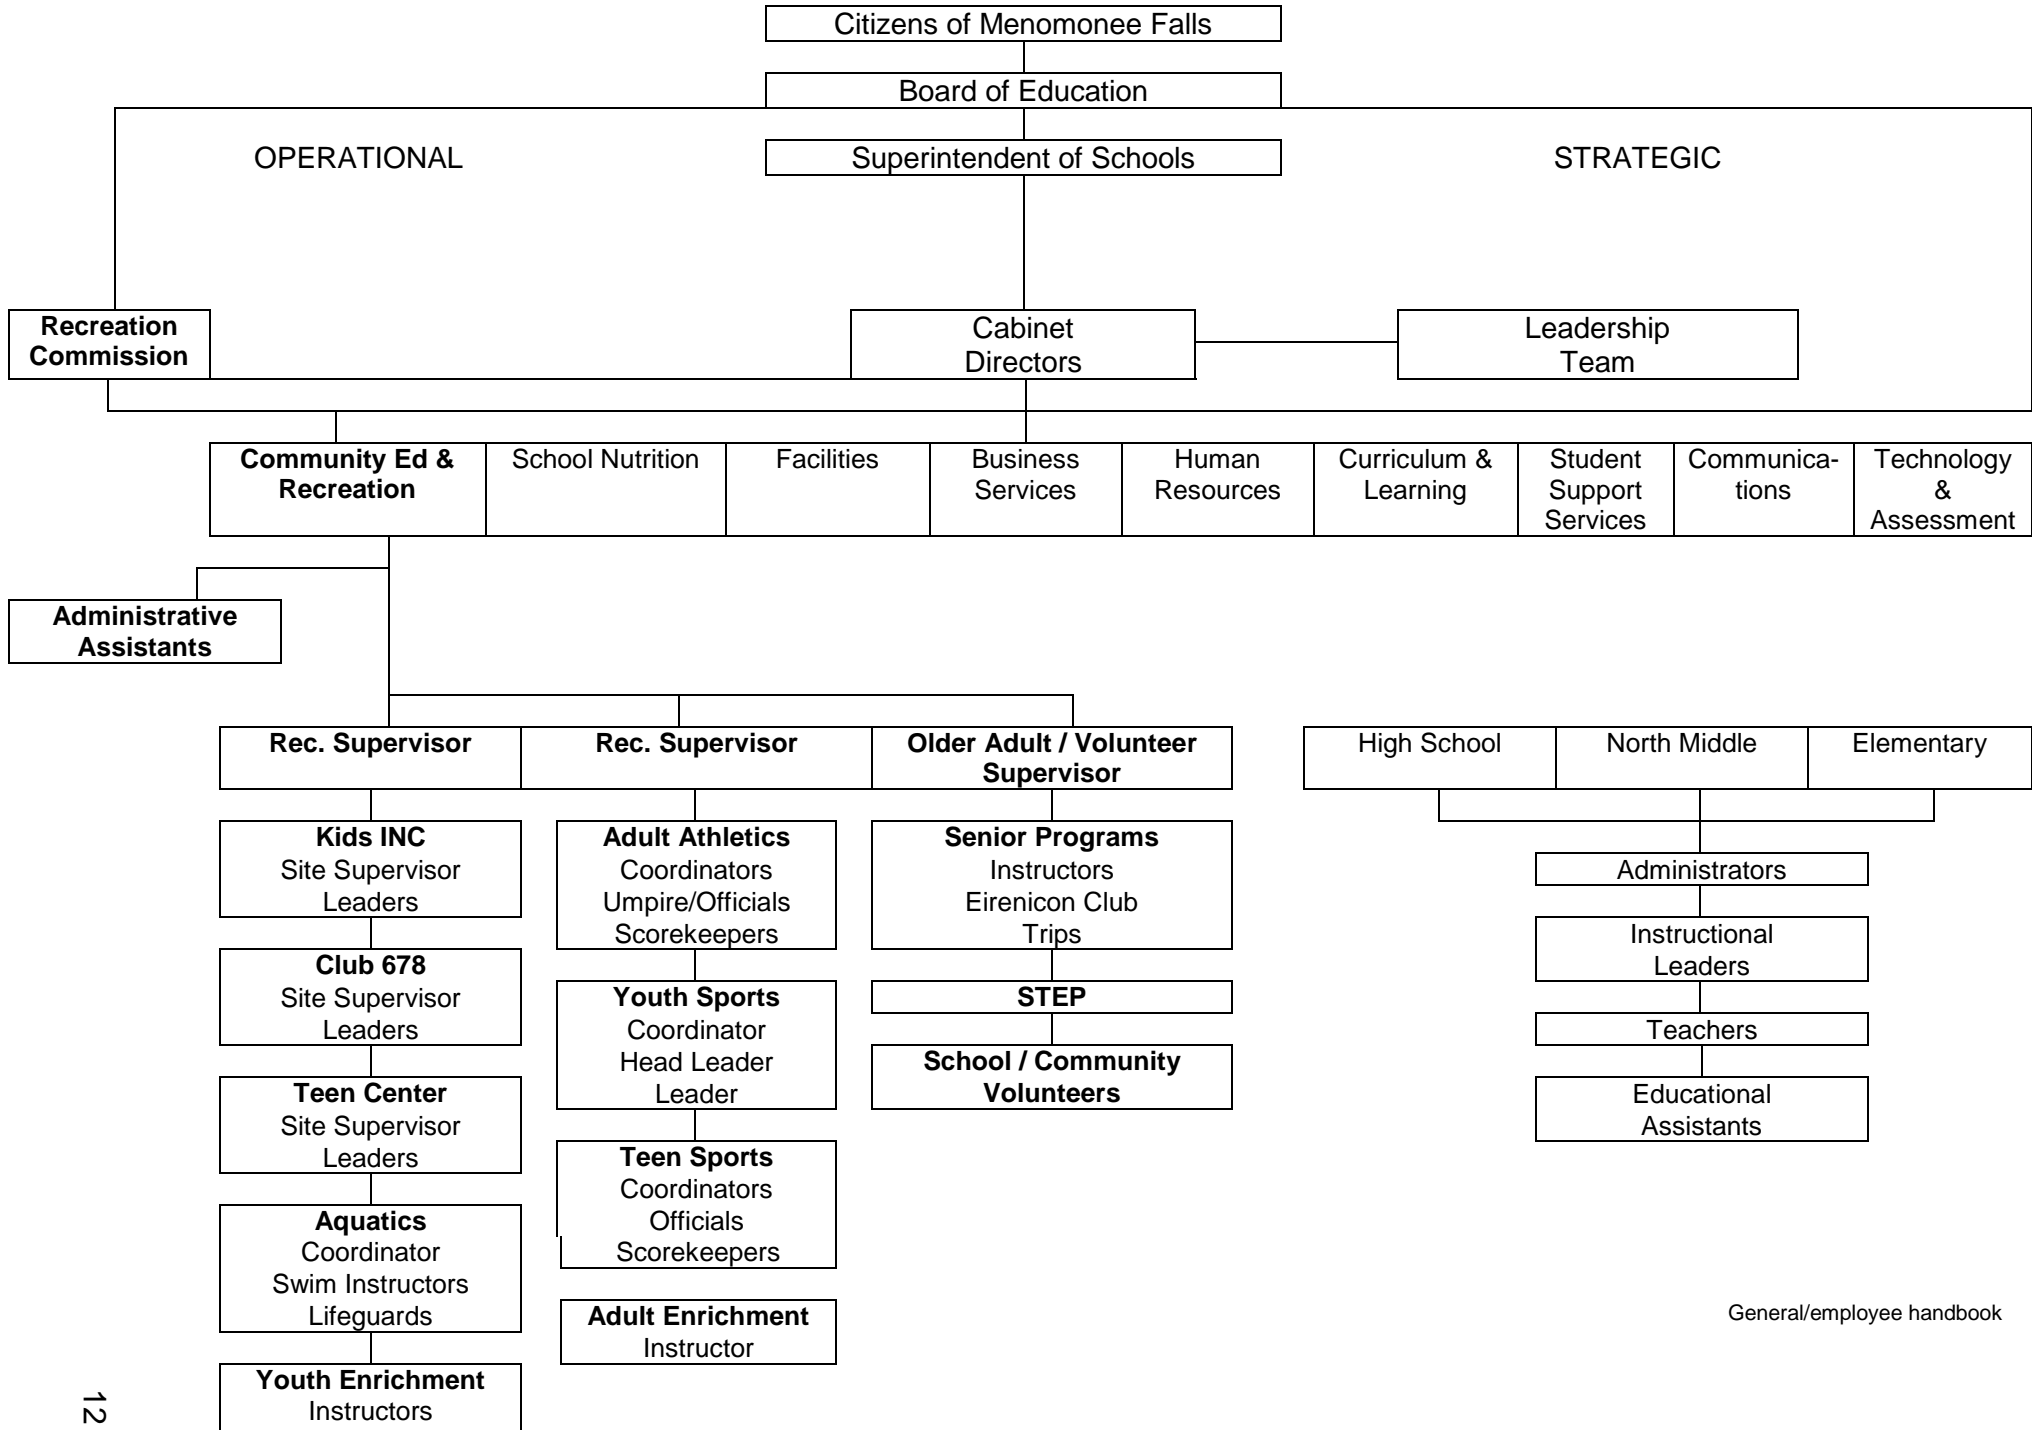 Citizens of Menomonee Falls
Board of Education
OPERATIONAL
Superintendent of Schools
STRATEGIC
Recreation
Commission
Cabinet
Directors
Leadership
Team
Community Ed &
Recreation
School Nutrition
Facilities
Business
Services
Human
Resources
Curriculum &
Learning
Student
Support
Services
Communica-
tions
Technology
&
Assessment
Administrative
Assistants
Rec. Supervisor
Rec. Supervisor
Older Adult / Volunteer
Supervisor
High School
North Middle
Elementary
Kids INC
Site Supervisor
Leaders
Club 678
Site Supervisor
Leaders
Teen Center
Site Supervisor
Leaders
Aquatics
Coordinator
Swim Instructors
Lifeguards
Youth Enrichment
Instructors
Adult Athletics
Coordinators
Umpire/Officials
Scorekeepers
Youth Sports
Coordinator
Head Leader
Leader
Teen Sports
Coordinators
Officials
Scorekeepers
Adult Enrichment
Instructor
Senior Programs
Instructors
Eirenicon Club
Trips
STEP
School / Community
Volunteers
Administrators
Instructional
Leaders
Teachers
Educational
Assistants
General/employee handbook
12